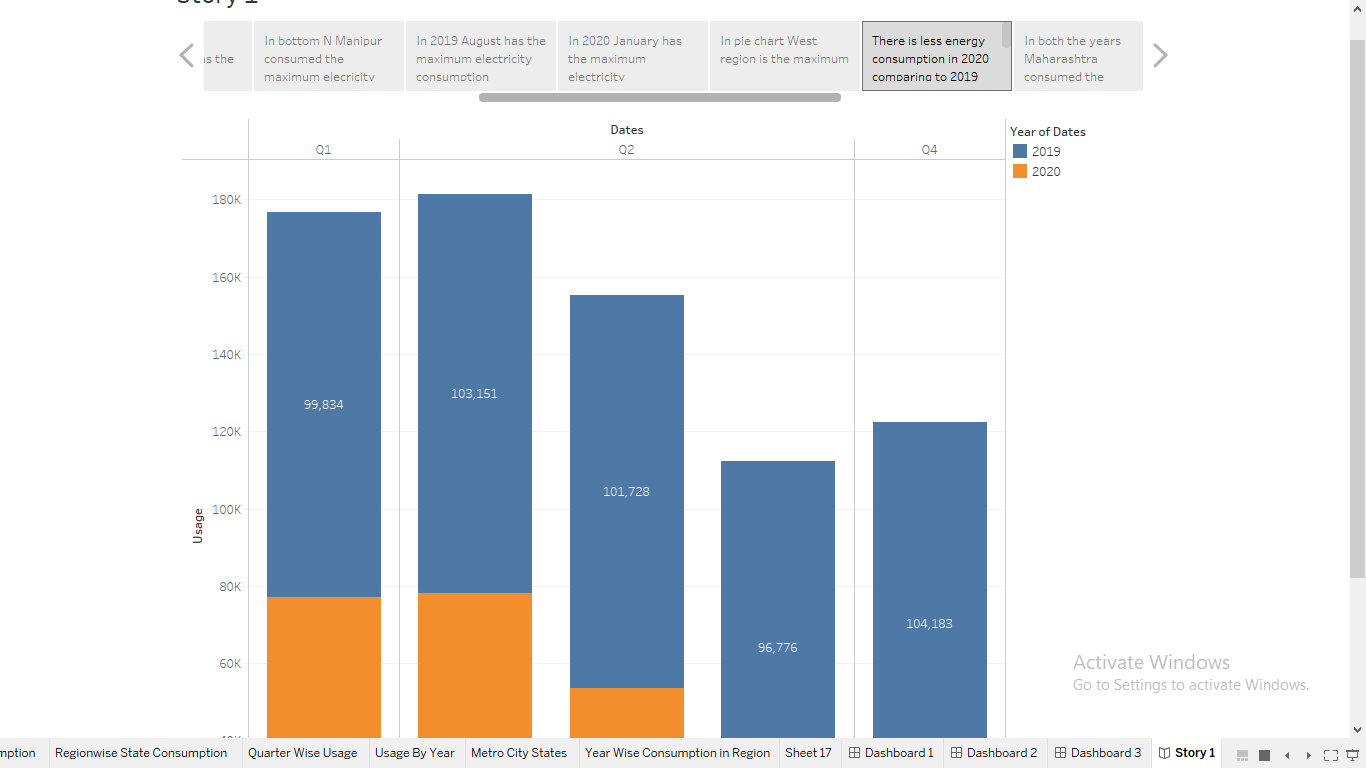 In bottom N Manipur
consumed the
maximum elecricity
In 2019 August has the
maximum electricity
consumption
In 2020 January has
the maximum
electricity
In pie chart West
region is the maximum
There is less energy
consumption in 2020
comparing to 2019
In both the years
Maharashtra
consumed the
the
Dates
Q1
Q2
Q4
Year of Dates
2019
2020
180K
160K
140K
120K
100K
80K
60K
Usage
99,834
103,151
101,728
96,776
104,183
Activate Windows
Go to Settings to activate Windows.
Regionwise State Consumption
Quarter Wise Usage
Usage By Year
Metro City States
Year Wise Consumption in Region
Sheet 17
Dashboard 1
Dashboard 2
Dashboard 3
Story 1